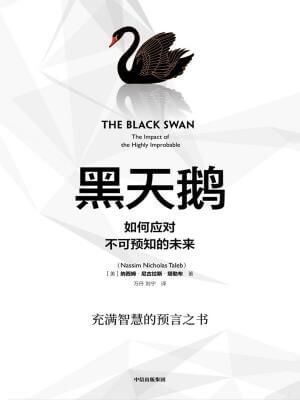 THE BLACK SWAN
The Impact of
the Highly Improbable
黑天鹅
如何应对
不可预知的未来
(Nassim Nicholas Taleb)
[美] 纳西姆·尼古拉斯·塔勒布 著
万丹 刘宁 译
充满智慧的预言之书
中信出版集团